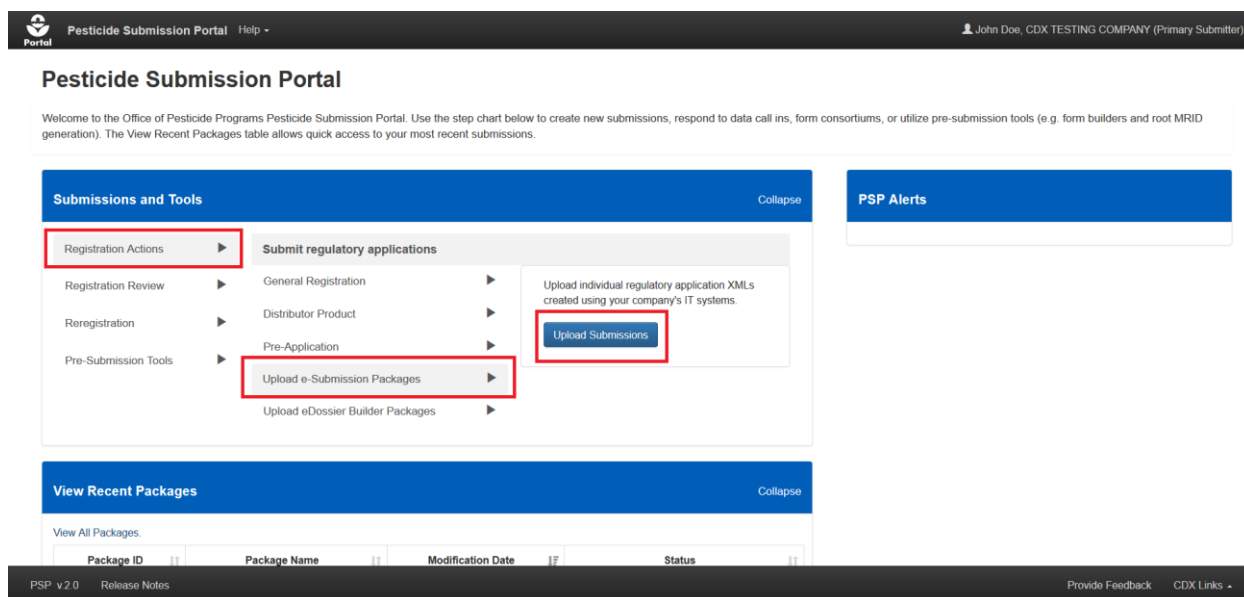 Portal
Pesticide Submission Portal Help
John Doe, CDX TESTING COMPANY (Primary Submitter)
Pesticide Submission Portal
Welcome to the Office of Pesticide Programs Pesticide Submission Portal. Use the step chart below to create new submissions, respond to data call ins, form consortiums, or utilize pre-submission tools (e.g. form builders and root MRID
generation). The View Recent Packages table allows quick access to your most recent submissions.
Submissions and Tools
Collapse
Registration Actions
Registration Review
Reregistration
Pre-Submission Tools
Submit regulatory applications
General Registration
Distributor Product
Pre-Application
Upload e-Submission Packages
Upload eDossier Builder Packages
Upload individual regulatory application XMLs
created using your company's IT systems.
Upload Submissions
PSP Alerts
View Recent Packages
Collapse
View All Packages.
Package ID Package Name Modification Date Status
PSP v.2.0 Release Notes
Provide Feedback CDX Links